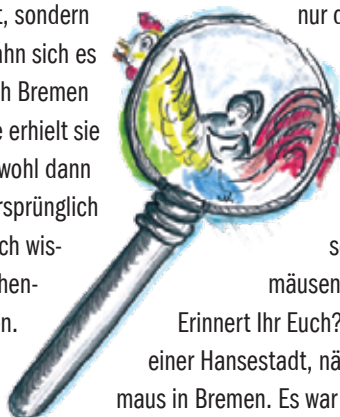 t, sondern
ahn sich es
ch Bremen
e erhielt sie
wohl dann
rsprünglich
ch wis-
hen-
n.
nur d
s
mäusen
Erinnert Ihr Euch?
einer Hansestadt, nä
maus in Bremen. Es war